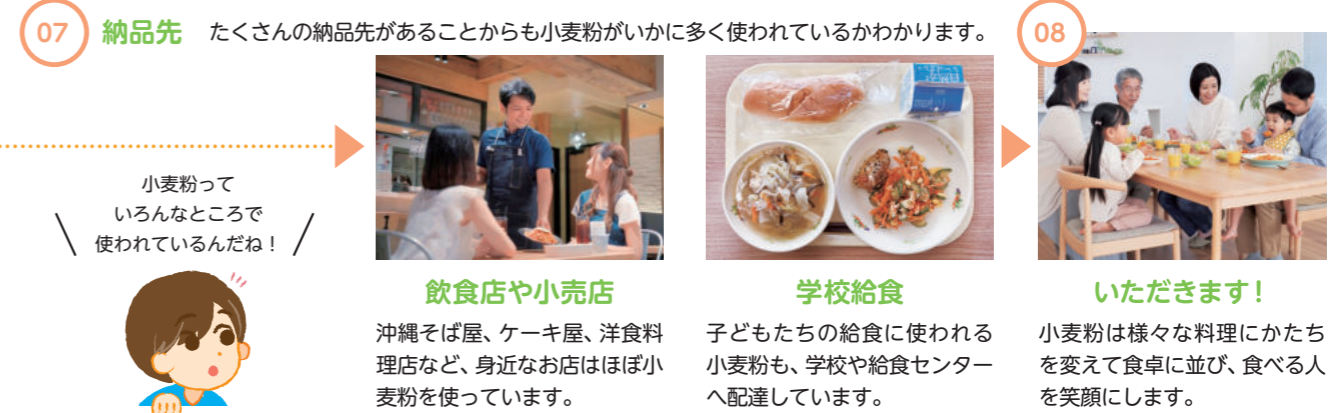 07 納品先 たくさんの納品先があることからも小麦粉がいかに多く使われているかわかります。
08
小麦粉って
いろんなところで
使われているんだね！
飲食店や小売店
沖縄そば屋、ケーキ屋、洋食料
理店など、身近なお店はほぼ小
麦粉を使っています。
学校給食
子どもたちの給食に使われる
小麦粉も、学校や給食センター
へ配達しています。
いただきます！
小麦粉は様々な料理にかたち
を変えて食卓に並び、食べる人
を笑顔にします。